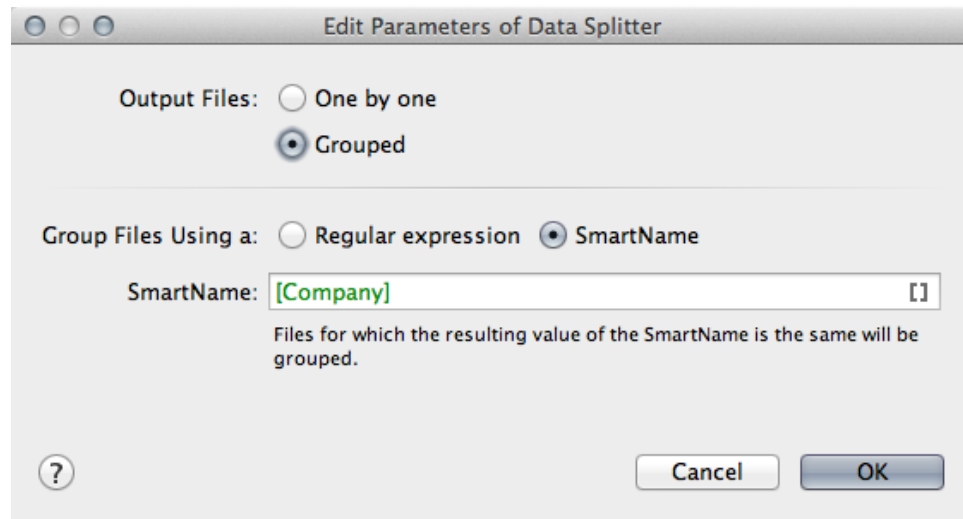 Edit Parameters of Data Splitter
Output Files: One by one
Grouped
Group Files Using a: Regular expression SmartName
SmartName: [Company] []
Files for which the resulting value of the SmartName is the same will be
grouped.
? Cancel OK